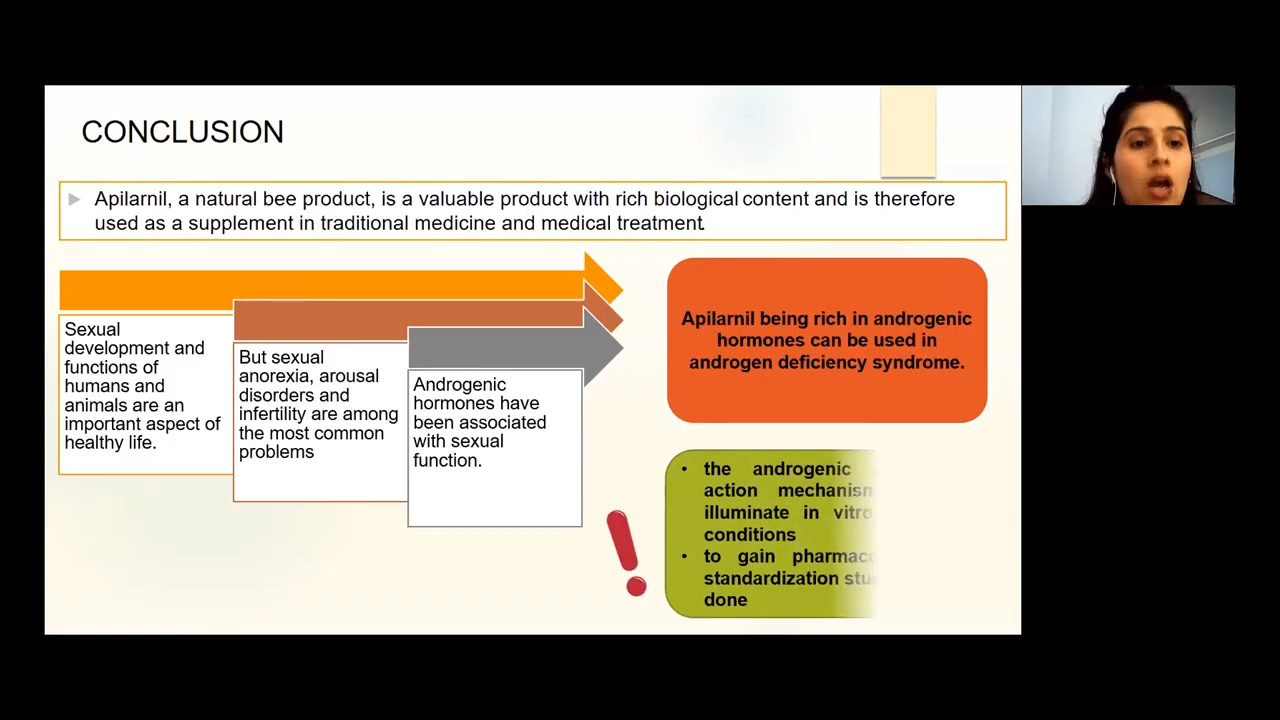 CONCLUSION
Apilarnil, a natural bee product, is a valuable product with rich biological content and is therefore
used as a supplement in traditional medicine and medical treatment.
Sexual
development and
functions of
humans and
animals are an
important aspect of
healthy life.
But sexual
anorexia, arousal
disorders and
infertility are among
the most common
problems
Androgenic
hormones have
been associated
with sexual
function.
Apilarnil being rich in androgenic
hormones can be used in
androgen deficiency syndrome.
• the androgenic
action mechanism
illuminate in vitro
conditions
• to gain
standardization
done